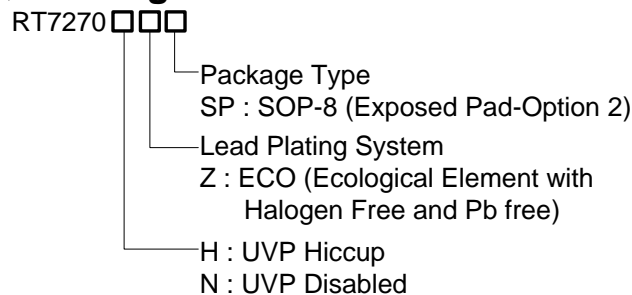 RT7270□□□
Package Type
SP : SOP-8 (Exposed Pad-Option 2)
Lead Plating System
Z : ECO (Ecological Element with
Halogen Free and Pb free)
H : UVP Hiccup
N : UVP Disabled